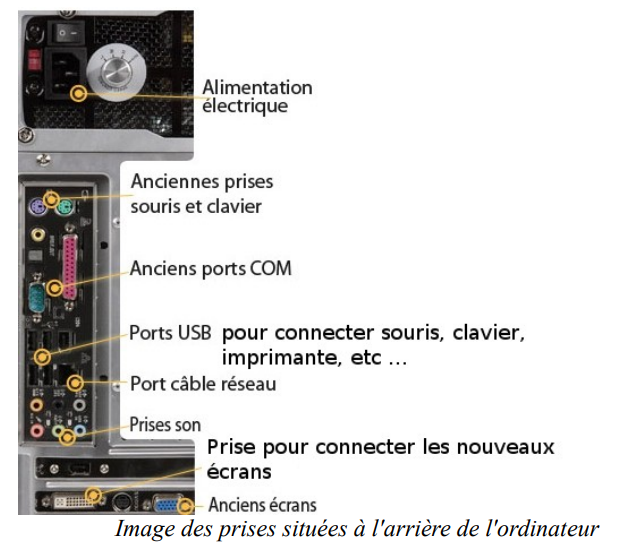 Alimentation
électrique
Anciennes prises
souris et clavier
Anciens ports COM
Ports USB pour connecter souris, clavier,
imprimante, etc ...
Port câble réseau
Prises son
Prise pour connecter les nouveaux
écrans
Anciens écrans
Image des prises situées à l'arrière de l'ordinateur